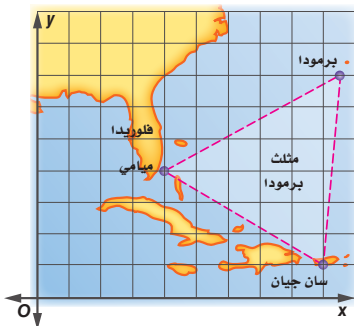 y
برمودا
فلوريدا
ميامي
مثلث
برمودا
سان جيان
O
x